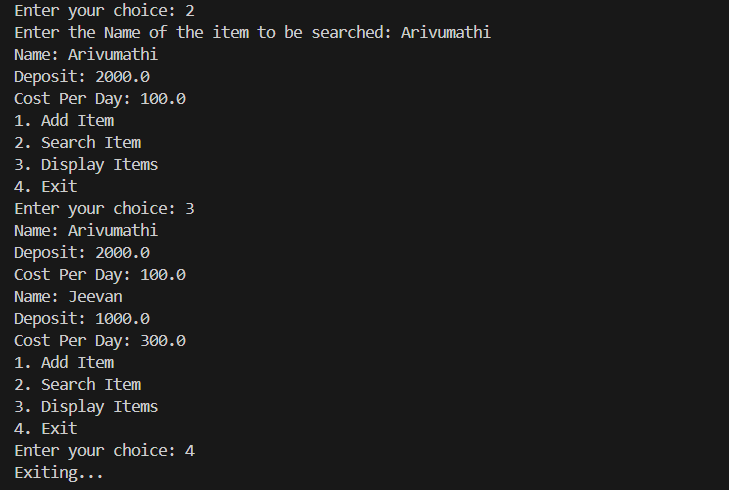 Enter your choice: 2
Enter the Name of the item to be searched: Arivumathi
Name: Arivumathi
Deposit: 2000.0
Cost Per Day: 100.0
1. Add Item
2. Search Item
3. Display Items
4. Exit
Enter your choice: 3
Name: Arivumathi
Deposit: 2000.0
Cost Per Day: 100.0
Name: Jeevan
Deposit: 1000.0
Cost Per Day: 300.0
1. Add Item
2. Search Item
3. Display Items
4. Exit
Enter your choice: 4
Exiting...